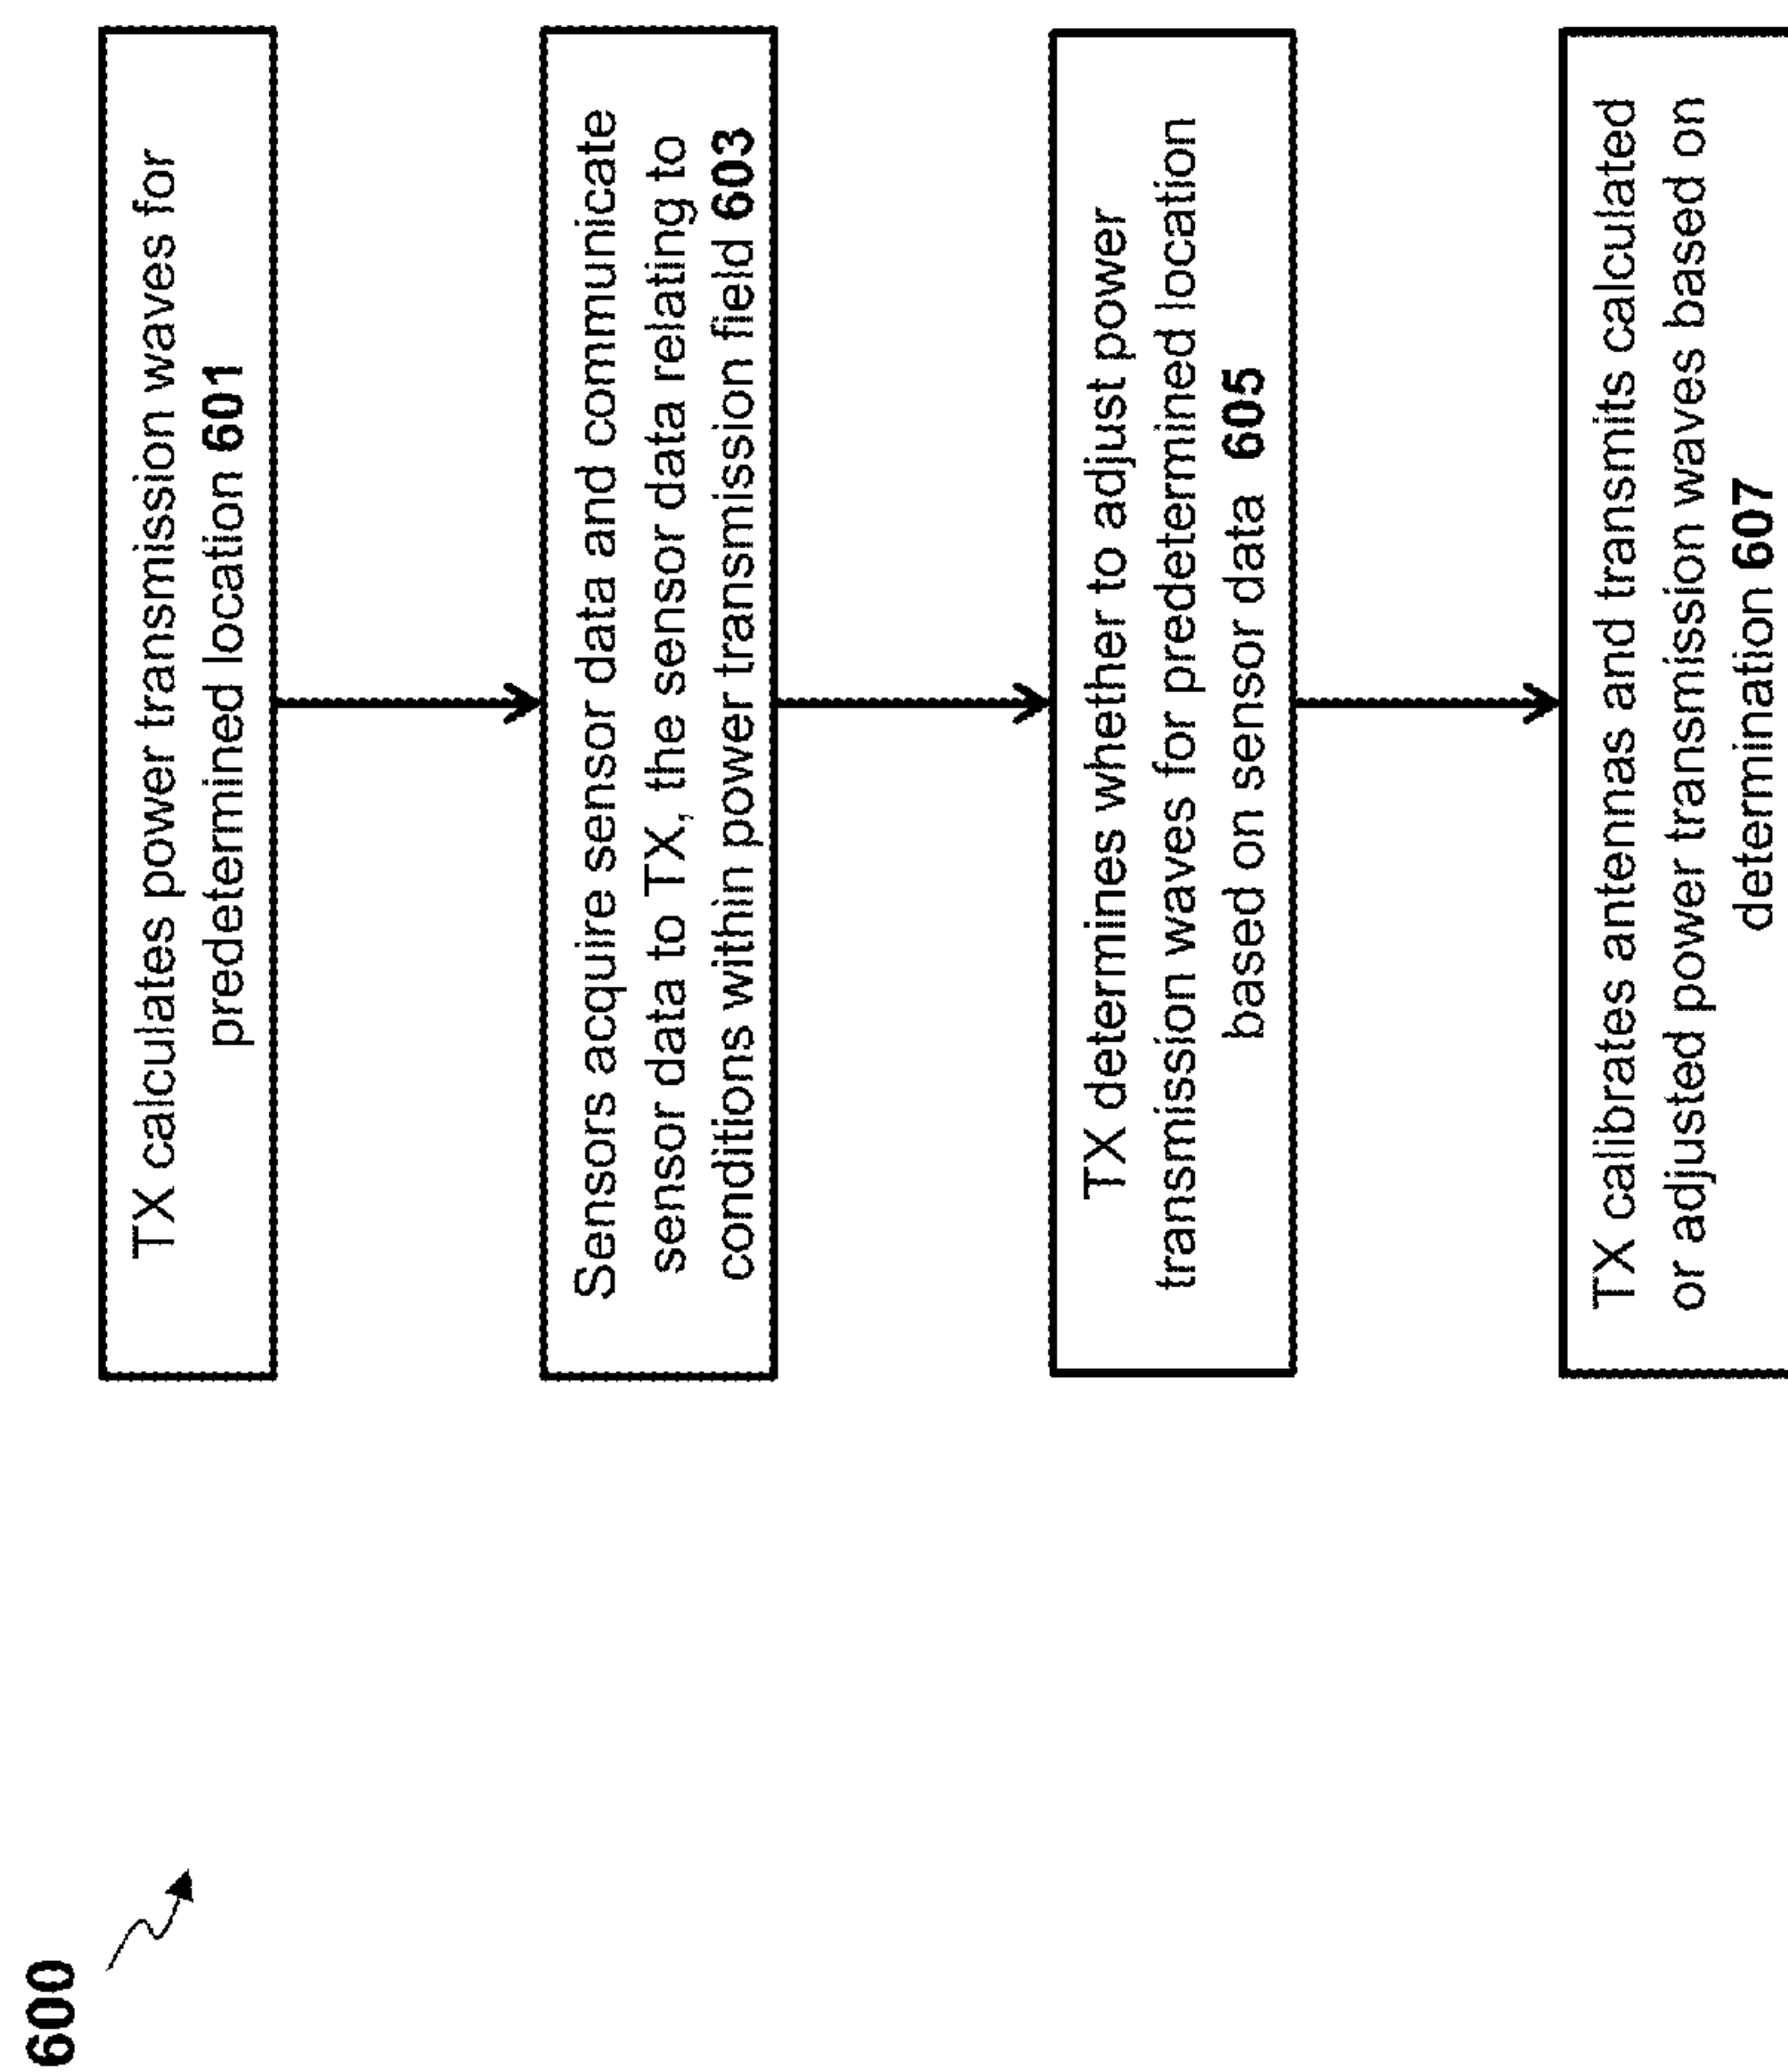 600
TX calculates power transmission waves for
predetermined location 601
Sensors acquire sensor data and communicate
sensor data to TX, the sensor data relating to
conditions within power transmission field 603
TX determines whether to adjust power
transmission waves for predetermined location
based on sensor data 605
TX calibrates antennas and transmits calculated
or adjusted power transmission waves based on
determination 607